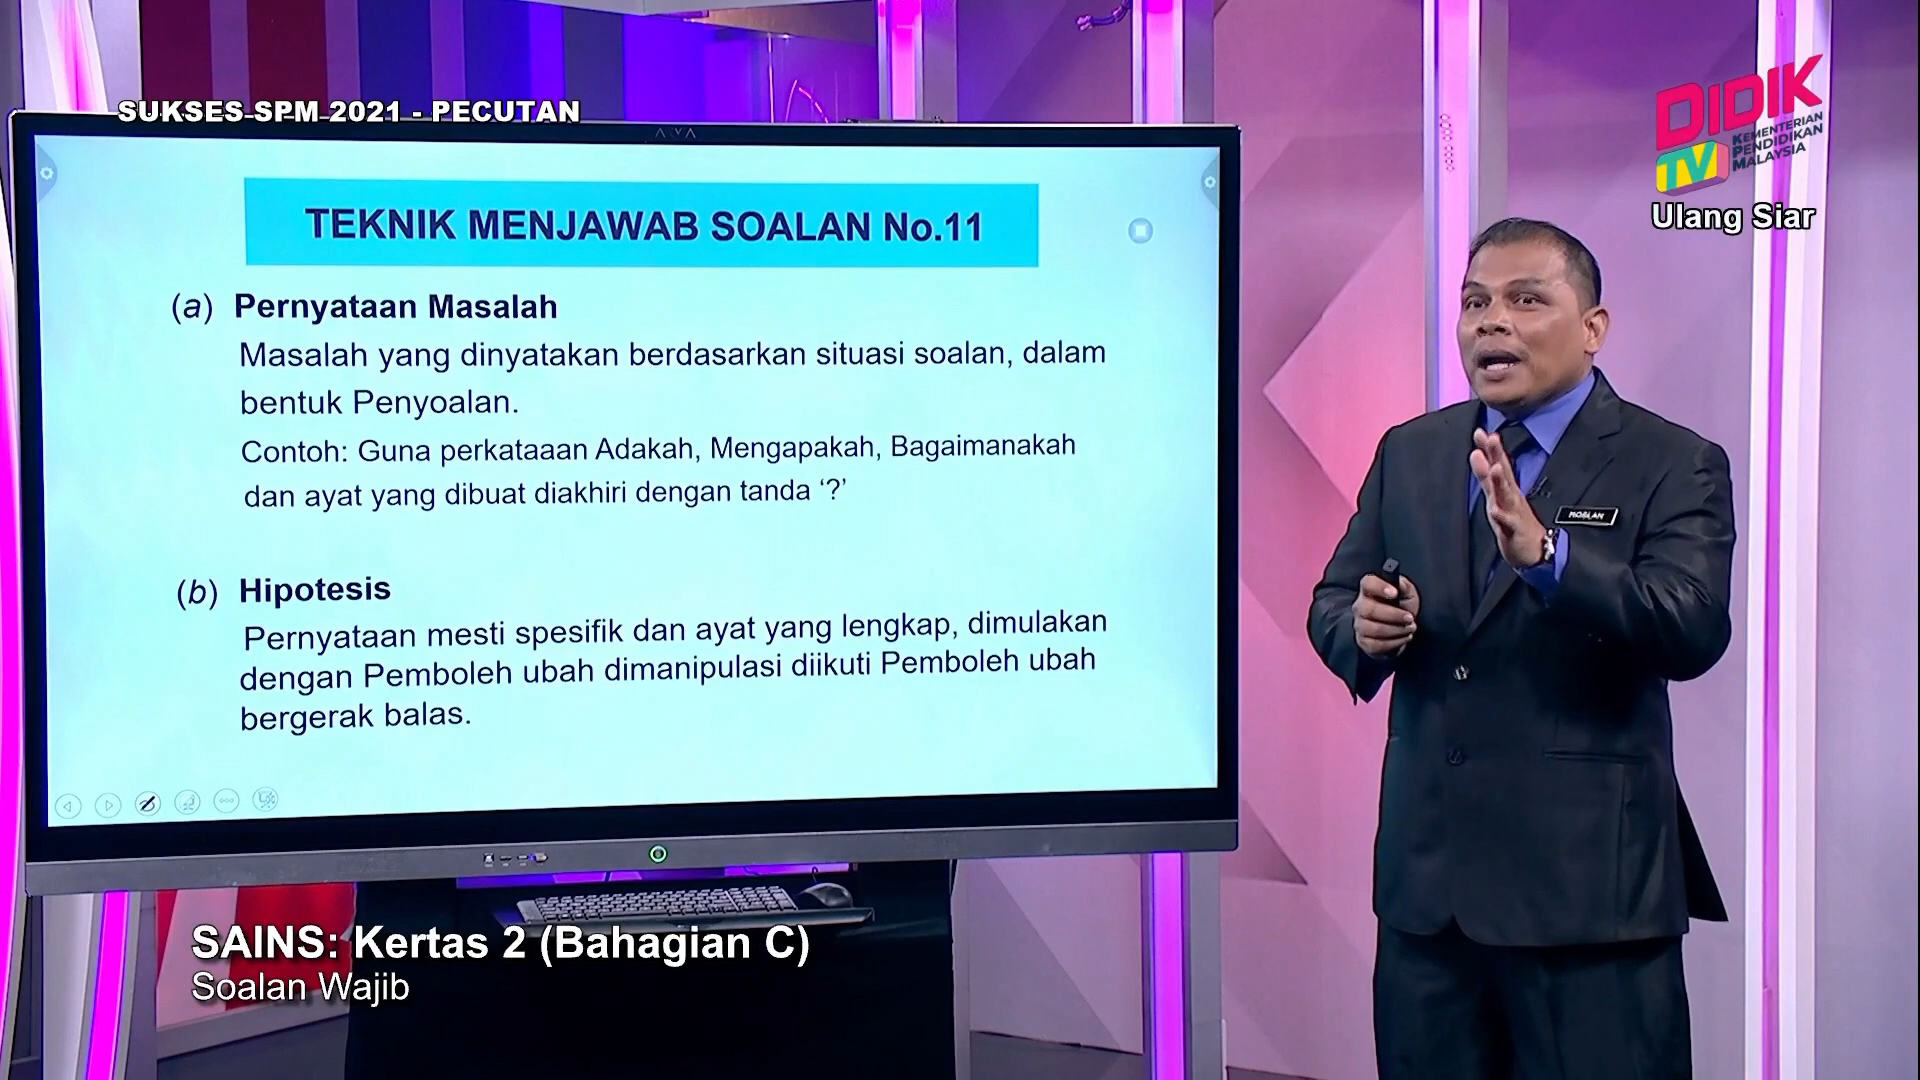 SUKSES SPM 2021 - PECUTAN
DIDIK
TV
KEMENTERIAN
PENDIDIKAN
MALAYSIA
Ulang Siar
TEKNIK MENJAWAB SOALAN No.11
(a) Pernyataan Masalah
Masalah yang dinyatakan berdasarkan situasi soalan, dalam
bentuk Penyoalan.
Contoh: Guna perkataaan Adakah, Mengapakah, Bagaimanakah
dan ayat yang dibuat diakhiri dengan tanda ‘?’
(b) Hipotesis
Pernyataan mesti spesifik dan ayat yang lengkap, dimulakan
dengan Pemboleh ubah dimanipulasi diikuti Pemboleh ubah
bergerak balas.
ROSLAN
SAINS: Kertas 2 (Bahagian C)
Soalan Wajib